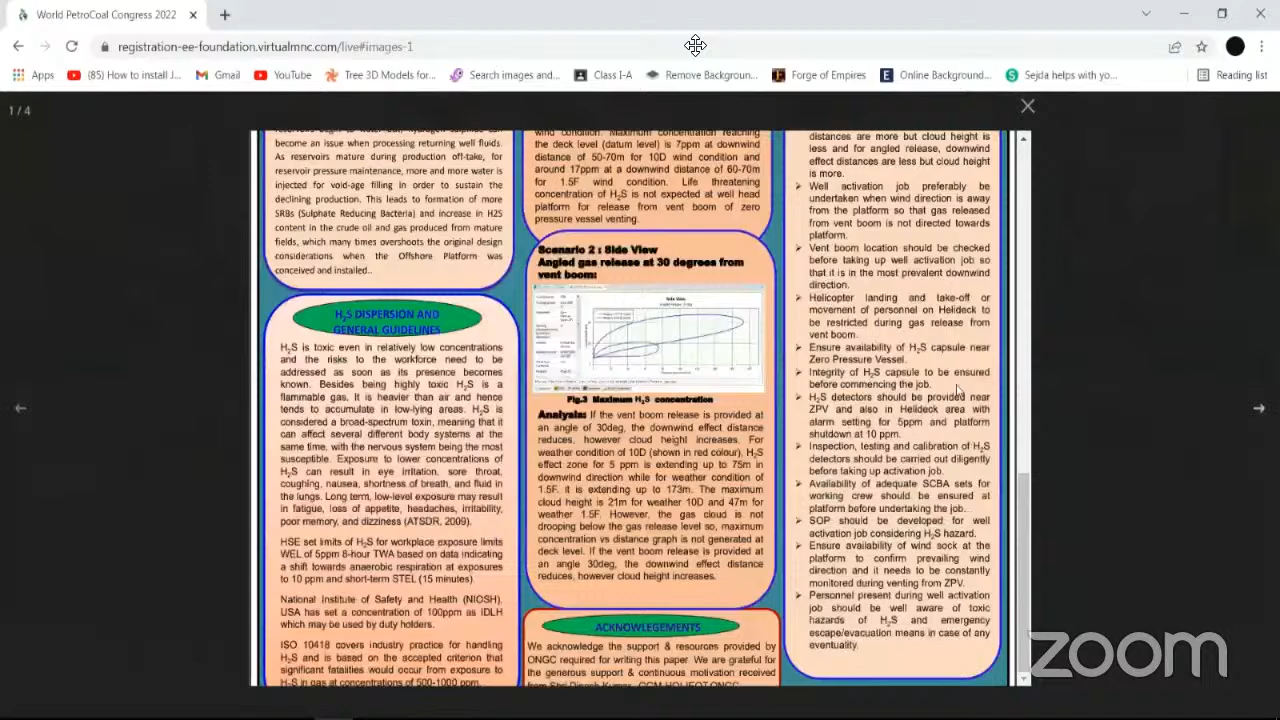 World PetroCoal Congress 2022
registration-ee-foundation.virtualmnc.com/live#images-1
Apps
(85) How to install J...
Gmail
YouTube
Tree 3D Models for...
Search images and...
Class I-A
Remove Backgroun...
Forge of Empires
Online Background...
Sejda helps with yo...
Reading list
1 / 4
become an issue when processing returning well fluids.
As reservoirs mature during production off-take, for
reservoir pressure maintenance, more and more water is
injected for void-age filling in order to sustain the
declining production. This leads to formation of more
SRBs (Sulphate Reducing Bacteria) and increase in H2S
content in the crude oil and gas produced from mature
fields, which many times overshoots the original design
considerations when the Offshore Platform was
conceived and installed..
H₂S DISPERSION AND
GENERAL GUIDELINES
H₂S is toxic even in relatively low concentrations
and the risks to the workforce need to be
addressed as soon as its presence becomes
known. Besides being highly toxic H₂S is a
flammable gas. It is heavier than air and hence
tends to accumulate in low-lying areas. H₂S is
considered a broad-spectrum toxin, meaning that it
can affect several different body systems at the
same time, with the nervous system being the most
susceptible. Exposure to lower concentrations of
H₂S can result in eye irritation, sore throat,
coughing, nausea, shortness of breath, and fluid in
the lungs. Long term, low-level exposure may result
in fatigue, loss of appetite, headaches, irritability,
poor memory, and dizziness (ATSDR, 2009).
HSE set limits of H₂S for workplace exposure limits
WEL of 5ppm 8-hour TWA based on data indicating
a shift towards anaerobic respiration at exposures
to 10 ppm and short-term STEL (15 minutes).
National Institute of Safety and Health (NIOSH).
USA has set a concentration of 100ppm as IDLH
which may be used by duty holders.
ISO 10418 covers industry practice for handling
H₂S and is based on the accepted criterion that
significant fatalities would occur from exposure to
H₂S in gas at concentrations of 500-1000 ppm.
wind condition. Maximum concentration reaching
the deck level (datum level) is 7ppm at downwind
distance of 50-70m for 10D wind condition and
around 17ppm at a downwind distance of 60-70m
for 1.5F wind condition. Life threatening
concentration of H₂S is not expected at well head
platform for release from vent boom of zero
pressure vessel venting.
Scenario 2 : Side View
Angled gas release at 30 degrees from
vent boom:
Side View
Fig.3 Maximum H₂S concentration
Analysis: If the vent boom release is provided at
an angle of 30deg, the downwind effect distance
reduces, however cloud height increases. For
weather condition of 10D (shown in red colour), H₂S
effect zone for 5 ppm is extending up to 75m in
downwind direction while for weather condition of
1.5F, it is extending up to 173m. The maximum
cloud height is 21m for weather 10D and 47m for
weather 1.5F. However, the gas cloud is not
drooping below the gas release level so, maximum
concentration vs distance graph is not generated at
deck level. If the vent boom release is provided at
an angle 30deg, the downwind effect distance
reduces, however cloud height increases.
ACKNOWLEGEMENTS
We acknowledge the support & resources provided by
ONGC required for writing this paper. We are grateful for
the generous support & continuous motivation received
distances are more but cloud height is
less and for angled release, downwind
effect distances are less but cloud height
is more.
➢ Well activation job preferably be
undertaken when wind direction is away
from the platform so that gas released
from vent boom is not directed towards
platform.
➢ Vent boom location should be checked
before taking up well activation job so
that it is in the most prevalent downwind
direction.
➢ Helicopter landing and take-off or
movement of personnel on Helideck to
be restricted during gas release from
vent boom.
➢ Ensure availability of H₂S capsule near
Zero Pressure Vessel.
➢ Integrity of H₂S capsule to be ensured
before commencing the job.
➢ H₂S detectors should be provided near
ZPV and also in Helideck area with
alarm setting for 5ppm and platform
shutdown at 10 ppm.
➢ Inspection, testing and calibration of H₂S
detectors should be carried out diligently
before taking up activation job.
➢ Availability of adequate SCBA sets for
working crew should be ensured at
platform before undertaking the job.
➢ SOP should be developed for well
activation job considering H₂S hazard.
➢ Ensure availability of wind sock at the
platform to confirm prevailing wind
direction and it needs to be constantly
monitored during venting from ZPV.
➢ Personnel present during well activation
job should be well aware of toxic
hazards of H₂S and emergency
escape/evacuation means in case of any
eventuality.
zoom